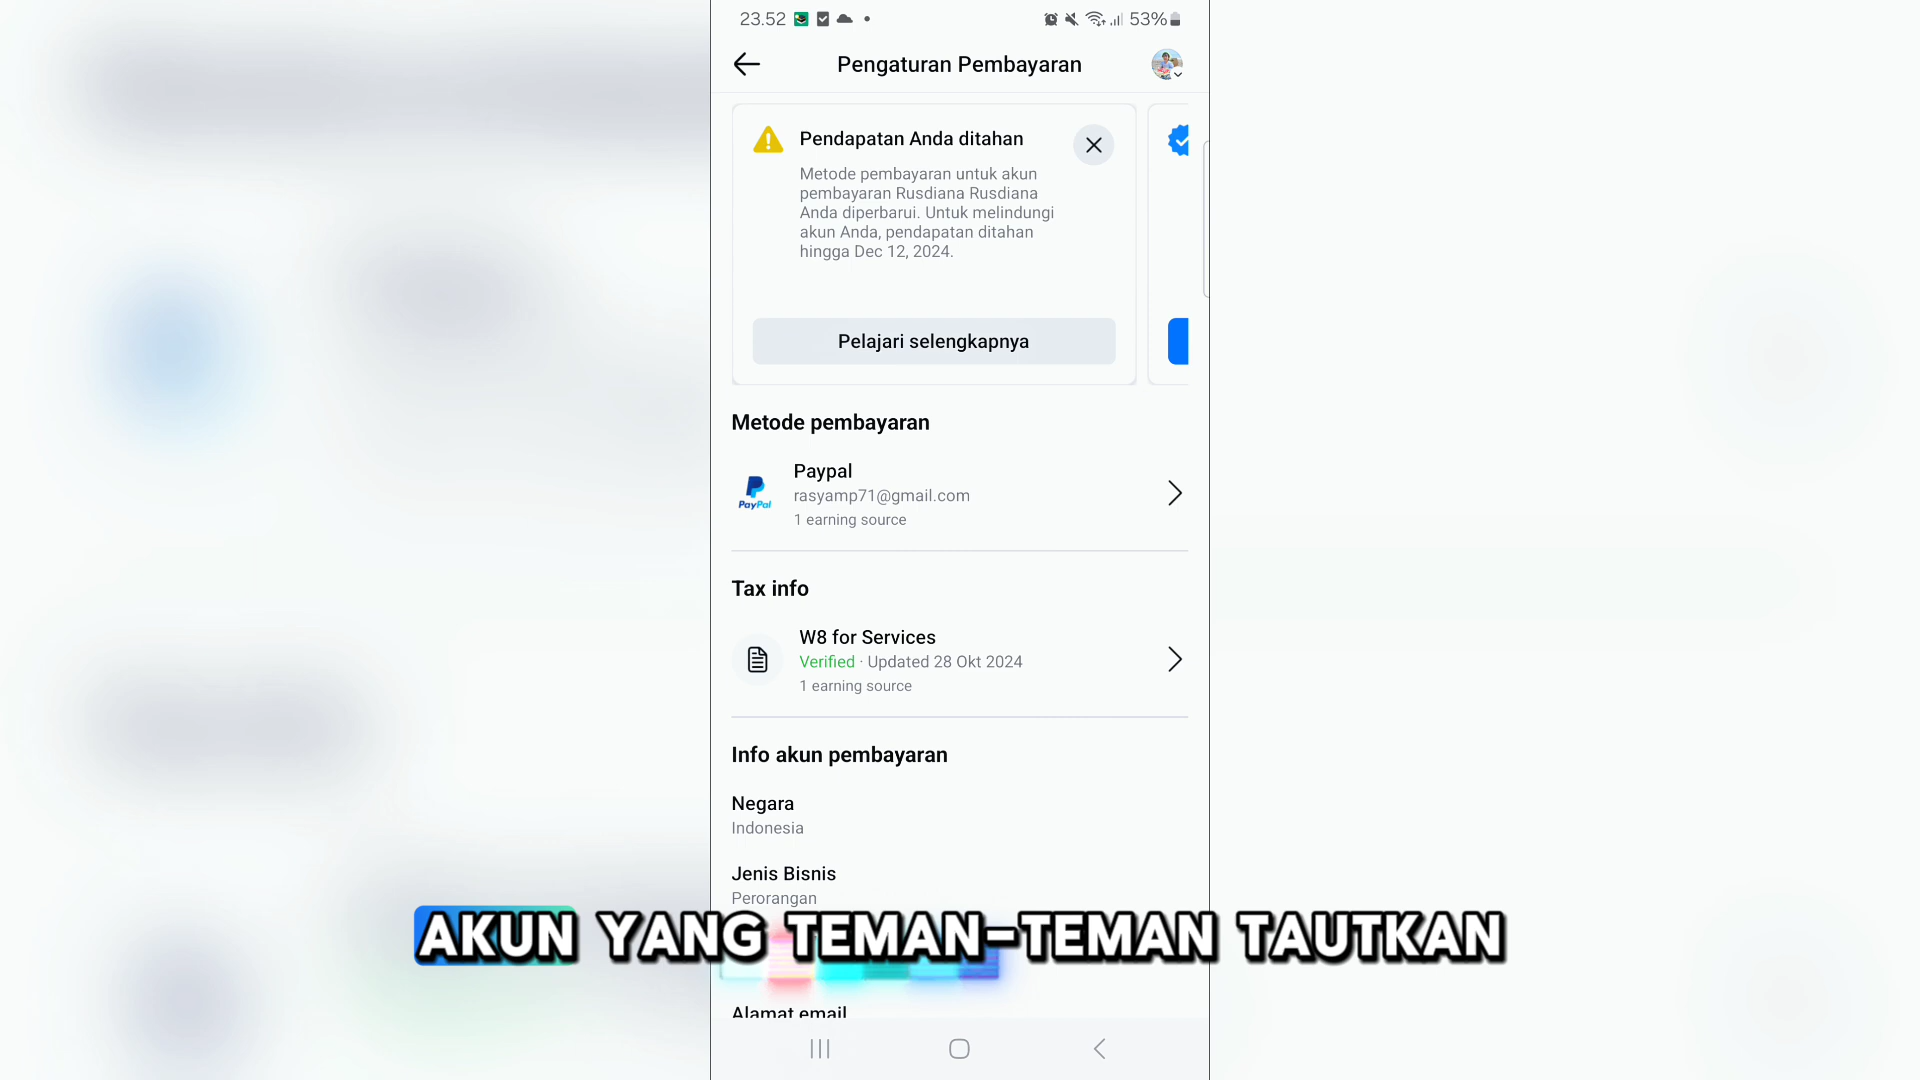 23.52
53%
Pengaturan Pembayaran
Pendapatan Anda ditahan
Metode pembayaran untuk akun
pembayaran Rusdiana Rusdiana
Anda diperbarui. Untuk melindungi
akun Anda, pendapatan ditahan
hingga Dec 12, 2024.
Pelajari selengkapnya
Metode pembayaran
Paypal
PayPal
rasyamp71@gmail.com
1 earning source
Tax info
W8 for Services
Verified · Updated 28 Okt 2024
1 earning source
Info akun pembayaran
Negara
Indonesia
Jenis Bisnis
Perorangan
AKUN YANG TEMAN-TEMAN TAUTKAN
Alamat email